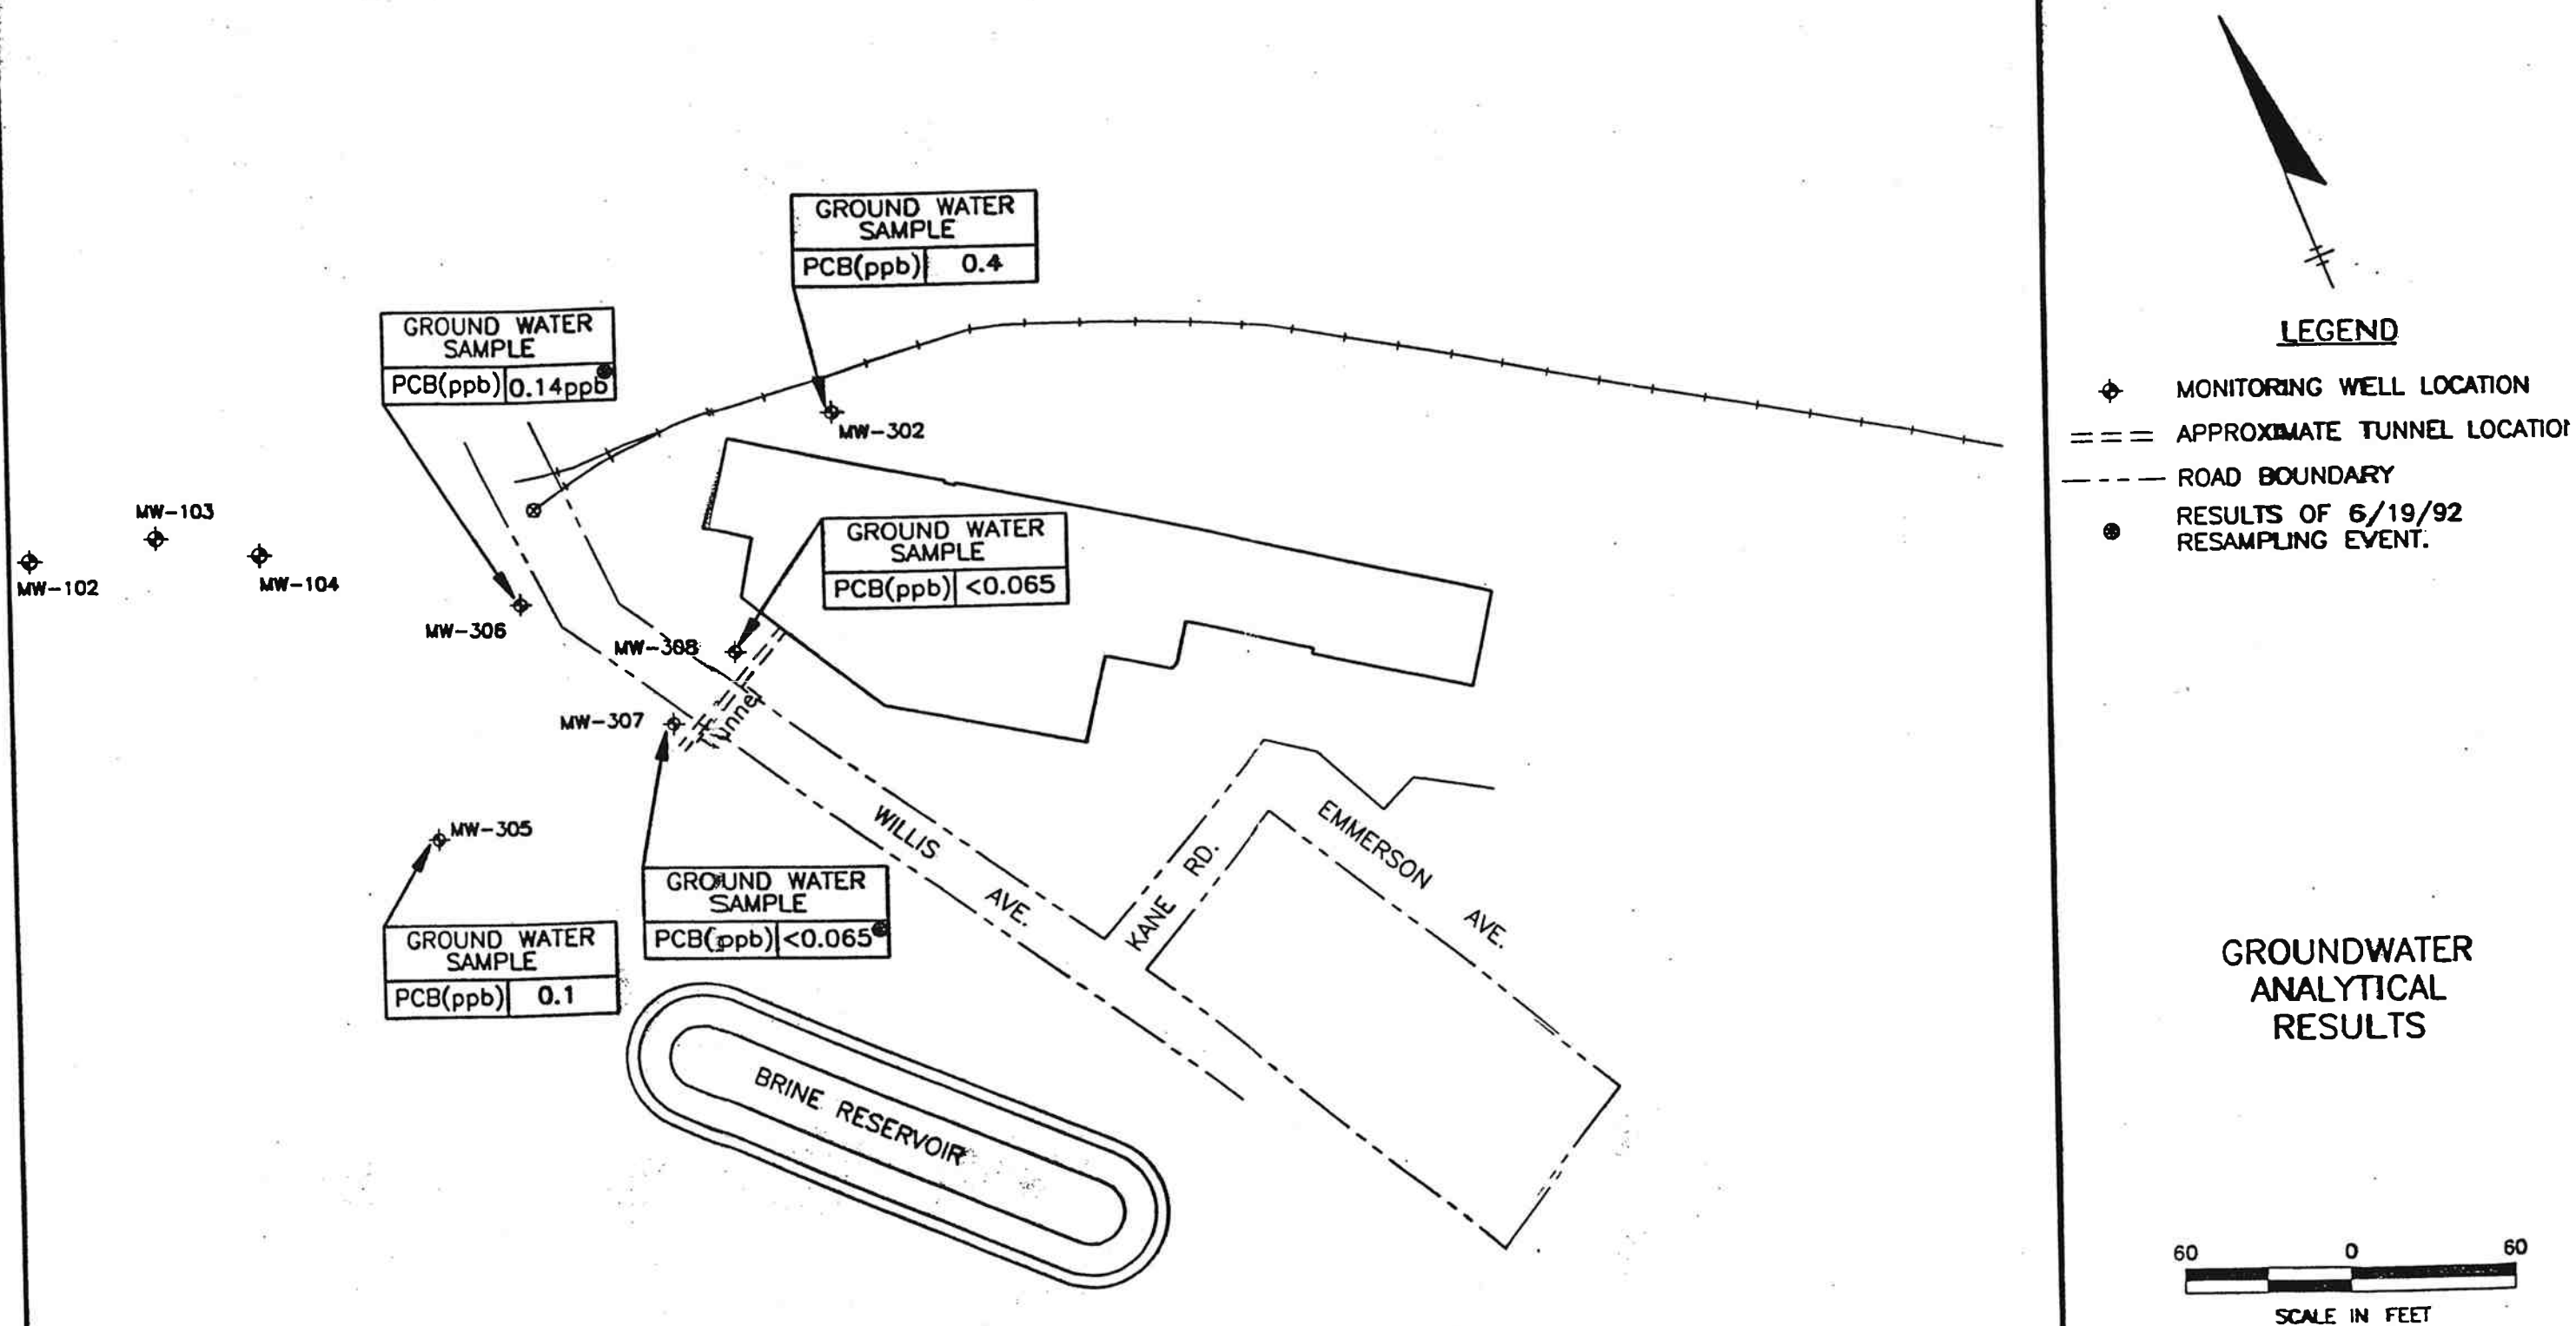 GROUND WATER
SAMPLE
PCB(ppb) 0.4
GROUND WATER
SAMPLE
PCB(ppb) 0.14ppb
MW-302
MW-103
MW-102
MW-104
MW-306
GROUND WATER
SAMPLE
PCB(ppb) <0.065
MW-308
MW-307
Tunnel
MW-305
GROUND WATER
SAMPLE
PCB(ppb) 0.1
GROUND WATER
SAMPLE
PCB(ppb) <0.065
WILLIS AVE.
KANE RD.
EMMERSON AVE.
BRINE RESERVOIR
LEGEND
MONITORING WELL LOCATION
APPROXIMATE TUNNEL LOCATION
ROAD BOUNDARY
RESULTS OF 6/19/92
RESAMPLING EVENT.
GROUNDWATER
ANALYTICAL
RESULTS
60 0 60
SCALE IN FEET